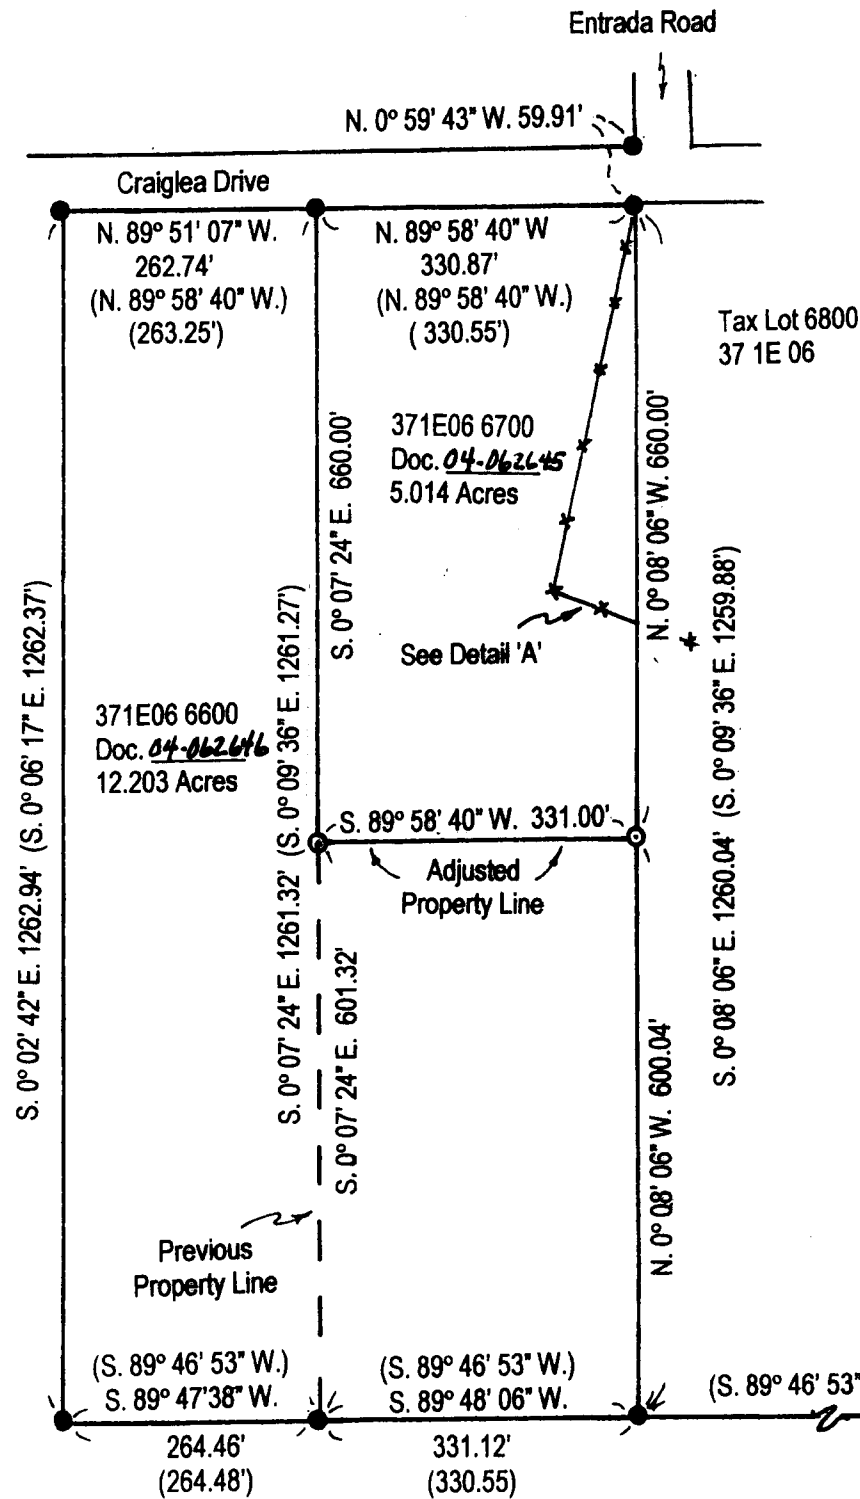 Entrada Road
N. 0° 59' 43" W. 59.91'
Craiglea Drive
N. 89° 51' 07" W.
262.74'
(N. 89° 58' 40" W.)
(263.25')
N. 89° 58' 40" W
330.87'
(N. 89° 58' 40" W.)
( 330.55')
Tax Lot 6800
37 1E 06
371E06 6700
Doc. 04-062645
5.014 Acres
S. 0° 07' 24" E. 660.00'
N. 0° 08' 06" W. 660.00'
See Detail 'A'
371E06 6600
Doc. 04-062646
12.203 Acres
S. 0° 02' 42" E. 1262.94' (S. 0° 06' 17" E. 1262.37')
S. 0° 07' 24" E. 1261.32' (S. 0° 09' 36" E. 1261.27')
S. 0° 08' 06" E. 1260.04' (S. 0° 09' 36" E. 1259.88')
S. 89° 58' 40" W. 331.00'
Adjusted
Property Line
S. 0° 07' 24" E. 601.32'
N. 0° 08' 06" W. 600.04'
Previous
Property Line
(S. 89° 46' 53" W.)
S. 89° 47'38" W.
264.46'
(264.48')
(S. 89° 46' 53" W.)
S. 89° 48' 06" W.
331.12'
(330.55)
(S. 89° 46' 53"